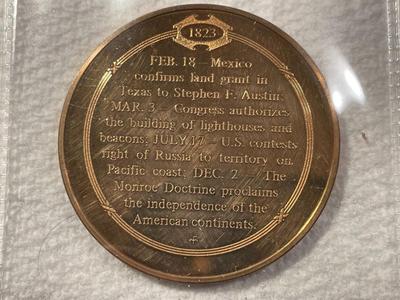 1823
FEB. 18 — Mexico
confirms land grant in
Texas to Stephen F. Austin.
MAR. 3 — Congress authorizes
the building of lighthouses and
beacons; JULY 17 — U.S. contests
right of Russia to territory on
Pacific coast; DEC. 2 — The
Monroe Doctrine proclaims
the independence of the
American continents.